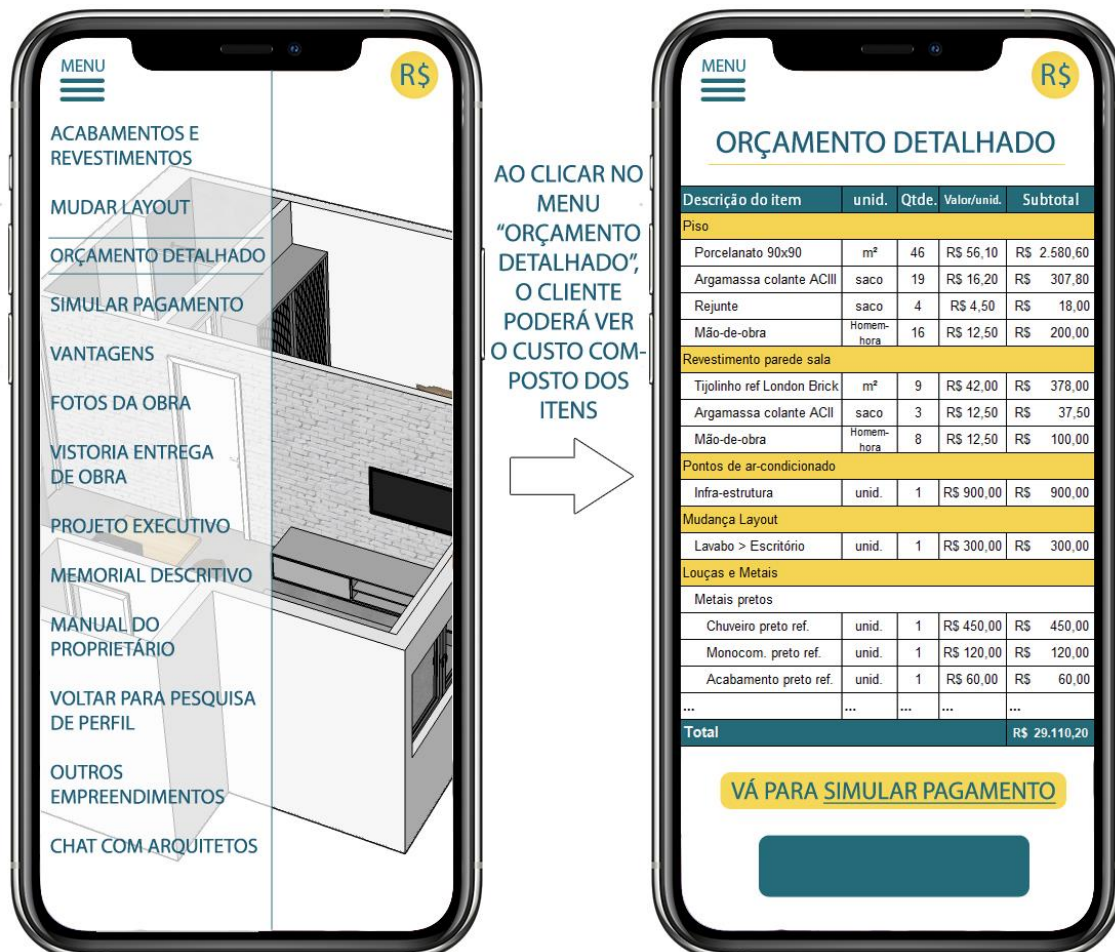 MENU
R$
ACABAMENTOS E
REVESTIMENTOS
MUDAR LAYOUT
ORÇAMENTO DETALHADO
SIMULAR PAGAMENTO
VANTAGENS
FOTOS DA OBRA
VISTORIA ENTREGA
DE OBRA
PROJETO EXECUTIVO
MEMORIAL DESCRITIVO
MANUAL DO
PROPRIETÁRIO
VOLTAR PARA PESQUISA
DE PERFIL
OUTROS
EMPREENDIMENTOS
CHAT COM ARQUITETOS
AO CLICAR NO
MENU
“ORÇAMENTO
DETALHADO”,
O CLIENTE
PODERÁ VER
O CUSTO COM-
POSTO DOS
ITENS
MENU
R$
ORÇAMENTO DETALHADO
Descrição do item unid. Qtde. Valor/unid. Subtotal
Piso
Porcelanato 90x90 m² 46 R$ 56,10 R$ 2.580,60
Argamassa colante ACIII saco 19 R$ 16,20 R$ 307,80
Rejunte saco 4 R$ 4,50 R$ 18,00
Mão-de-obra Homem-hora 16 R$ 12,50 R$ 200,00
Revestimento parede sala
Tijolinho ref London Brick m² 9 R$ 42,00 R$ 378,00
Argamassa colante ACII saco 3 R$ 12,50 R$ 37,50
Mão-de-obra Homem-hora 8 R$ 12,50 R$ 100,00
Pontos de ar-condicionado
Infra-estrutura unid. 1 R$ 900,00 R$ 900,00
Mudança Layout
Lavabo > Escritório unid. 1 R$ 300,00 R$ 300,00
Louças e Metais
Metais pretos
Chuveiro preto ref. unid. 1 R$ 450,00 R$ 450,00
Monocom. preto ref. unid. 1 R$ 120,00 R$ 120,00
Acabamento preto ref. unid. 1 R$ 60,00 R$ 60,00
... ... ... ... ...
Total R$ 29.110,20
VÁ PARA SIMULAR PAGAMENTO